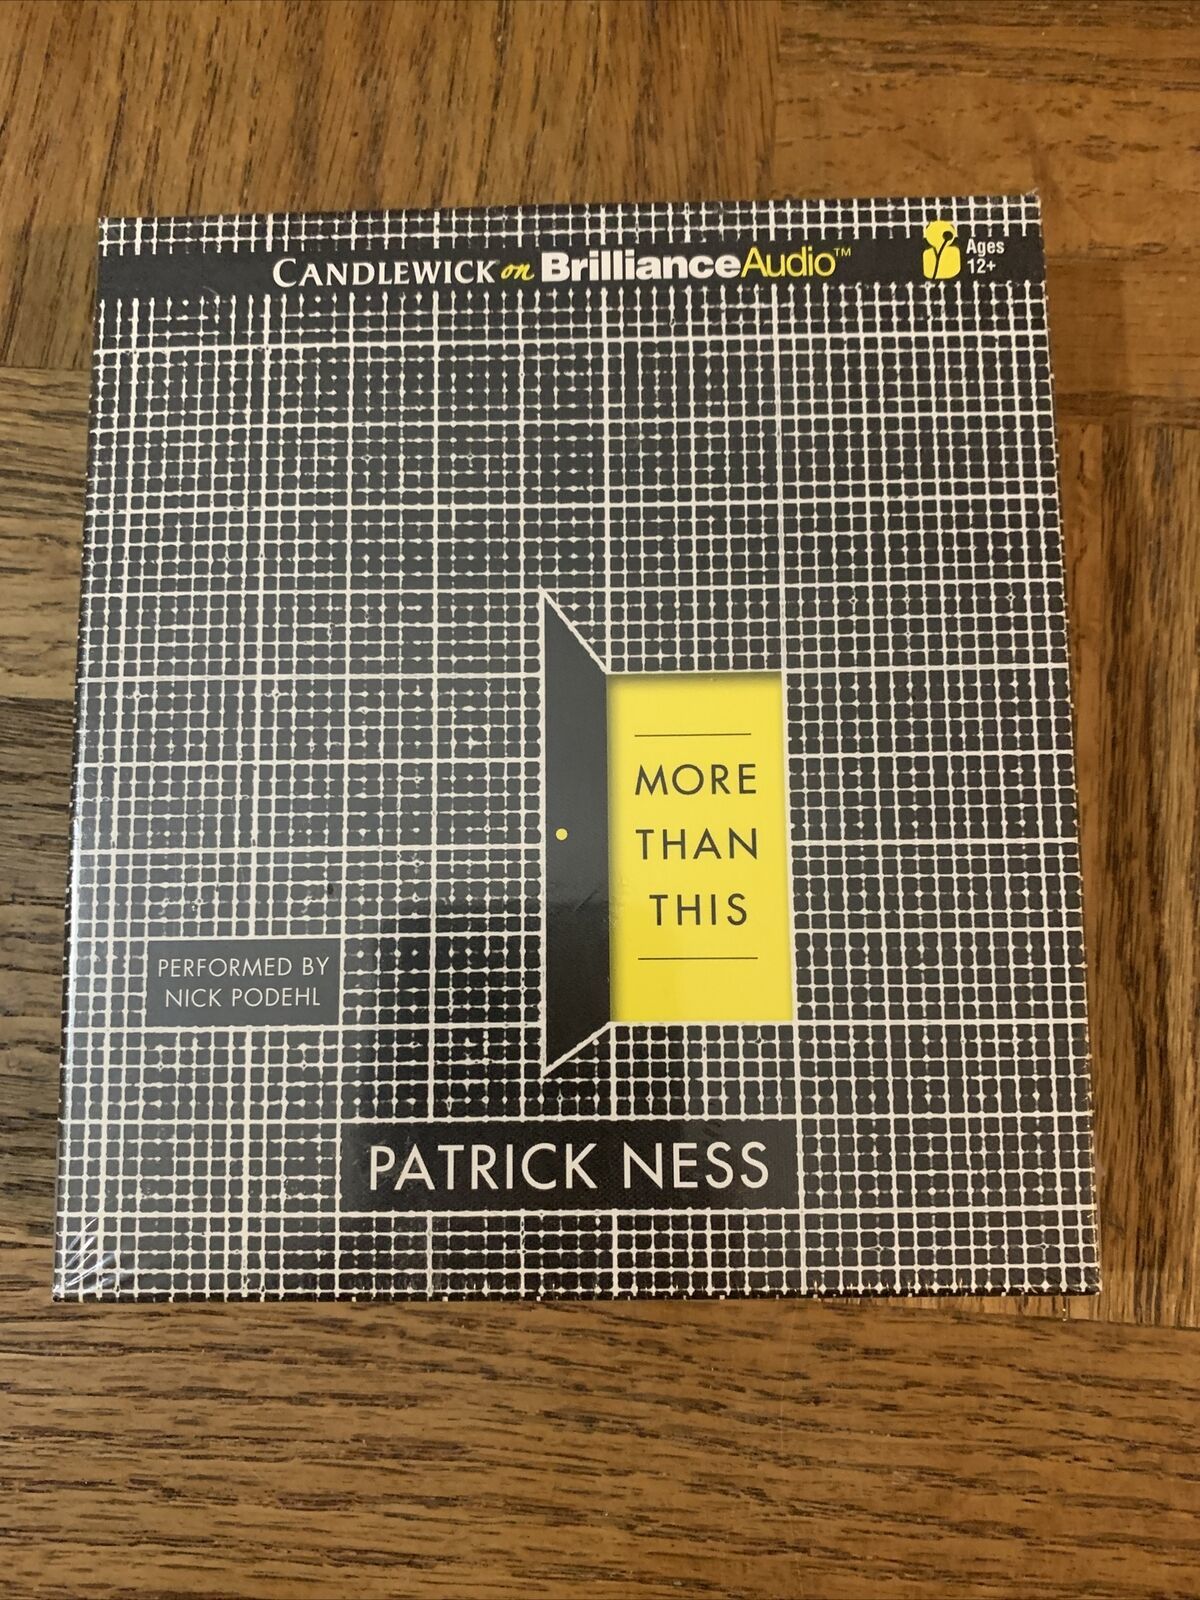 CANDLEWICK on BrillianceAudio™
Ages
12+
MORE
THAN
THIS
PERFORMED BY
NICK PODEHL
PATRICK NESS